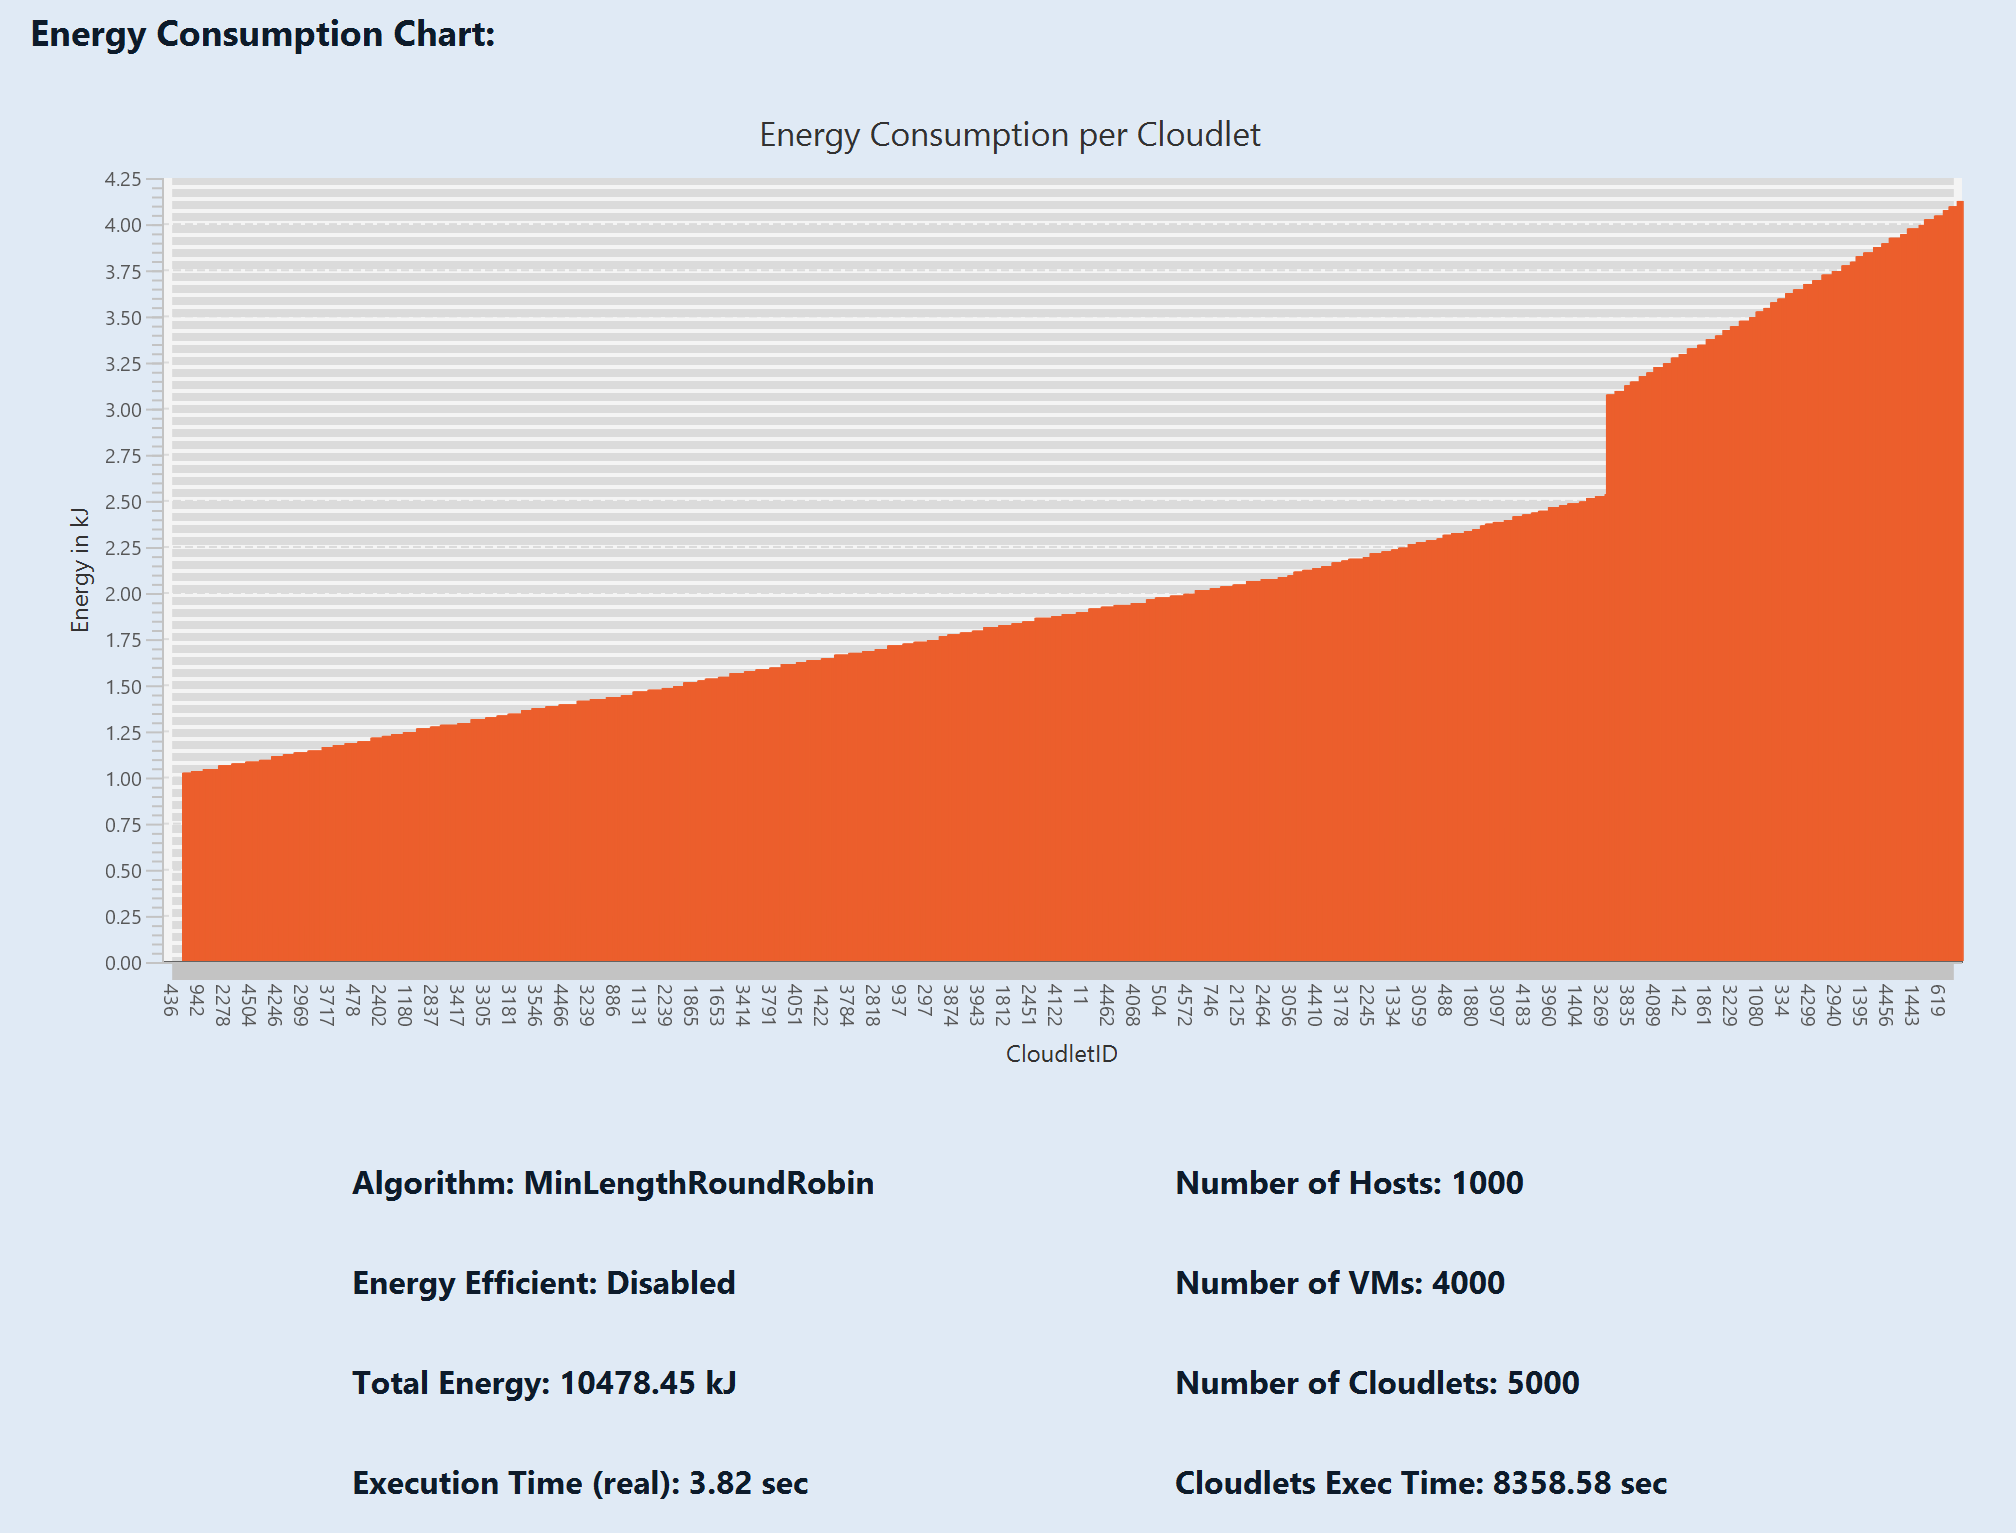 Energy Consumption Chart:
Energy Consumption per Cloudlet
4.25
4.00
3.75
3.50
3.25
3.00
2.75
2.50
2.25
2.00
1.75
1.50
1.25
1.00
0.75
0.50
0.25
0.00
Energy in kJ
436 942 2278 4504 4246 2969 3717 478 2402 1180 2837 3417 3305 3181 3546 4466 3239 886 1131 2239 1865 1653 3414 3791 4051 1422 3784 2818 937 297 3874 3943 1812 2451 4122 11 4462 4068 504 4572 746 2125 2464 3056 4410 3178 2245 1334 3059 488 1880 3097 4183 3960 1404 3269 3835 4089 142 1861 3229 1080 334 4299 2940 1395 4456 1443 619
CloudletID
Algorithm: MinLengthRoundRobin
Number of Hosts: 1000
Energy Efficient: Disabled
Number of VMs: 4000
Total Energy: 10478.45 kJ
Number of Cloudlets: 5000
Execution Time (real): 3.82 sec
Cloudlets Exec Time: 8358.58 sec